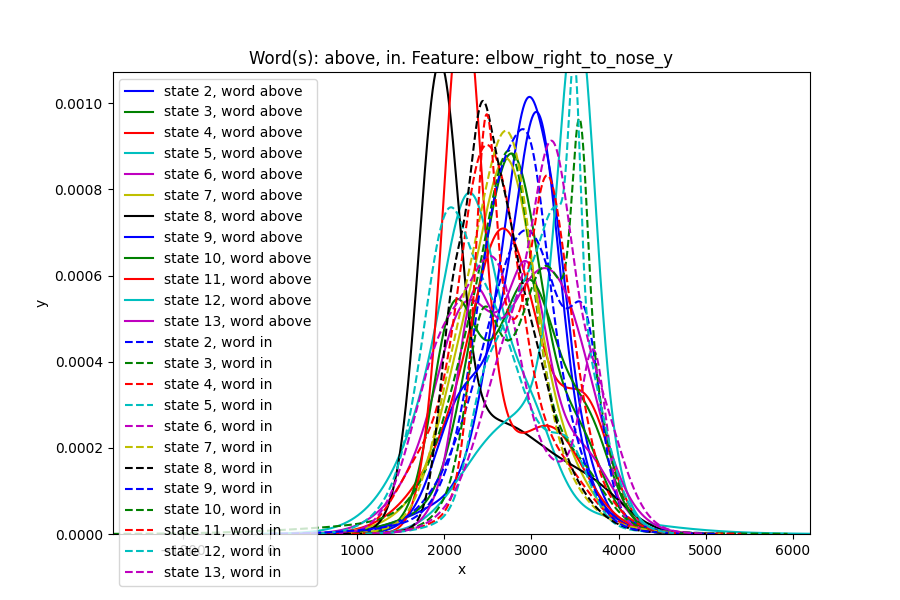 Word(s): above, in. Feature: elbow_right_to_nose_y
y
0.0010
0.0008
0.0006
0.0004
0.0002
0.0000
state 2, word above
state 3, word above
state 4, word above
state 5, word above
state 6, word above
state 7, word above
state 8, word above
state 9, word above
state 10, word above
state 11, word above
state 12, word above
state 13, word above
state 2, word in
state 3, word in
state 4, word in
state 5, word in
state 6, word in
state 7, word in
state 8, word in
state 9, word in
state 10, word in
state 11, word in
state 12, word in
state 13, word in
1000 2000 3000 4000 5000 6000
x